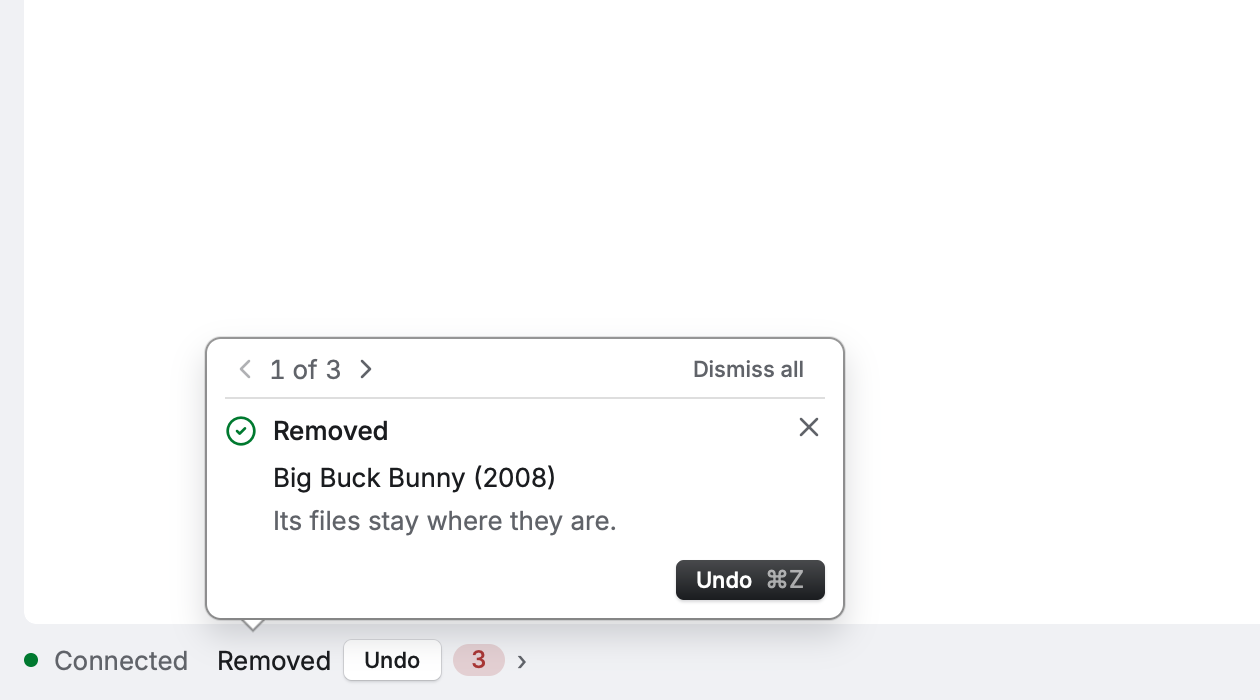 1 of 3 Dismiss all
Removed
Big Buck Bunny (2008)
Its files stay where they are.
Undo ⌘Z
Connected Removed Undo 3 ›